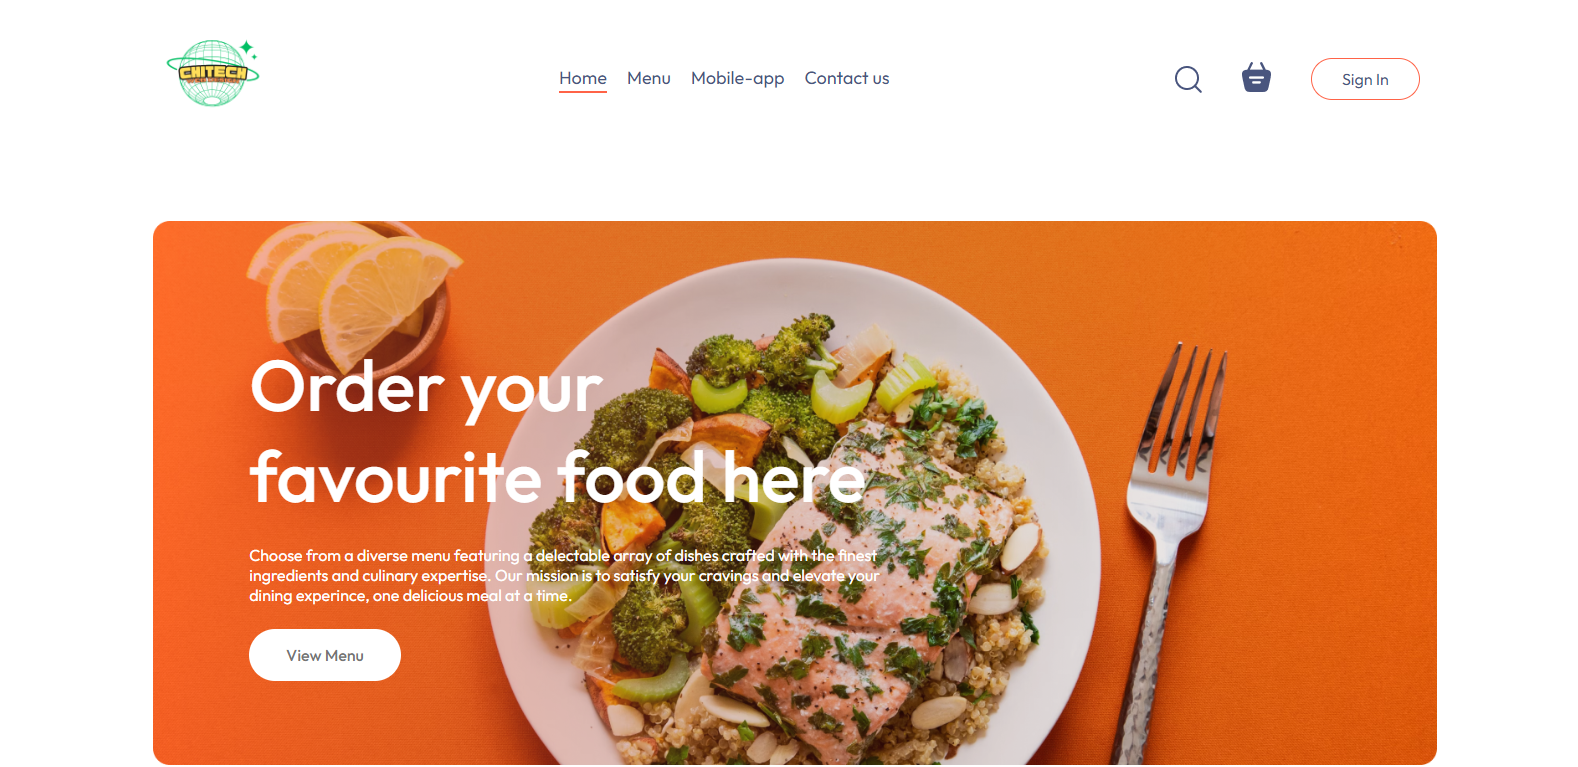 CHITECH
Home Menu Mobile-app Contact us
Sign In
Order your
favourite food here
Choose from a diverse menu featuring a delectable array of dishes crafted with the finest
ingredients and culinary expertise. Our mission is to satisfy your cravings and elevate your
dining experince, one delicious meal at a time.
View Menu